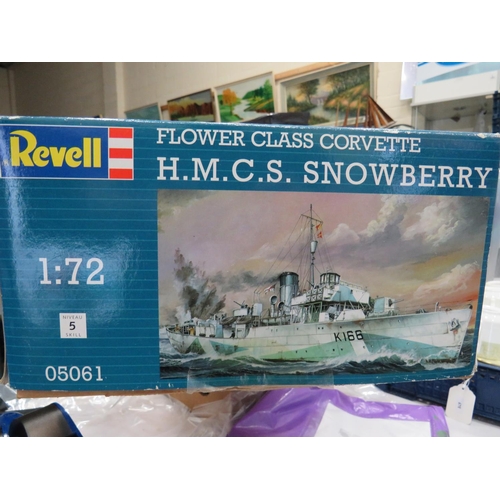 Revell
FLOWER CLASS CORVETTE
H.M.C.S. SNOWBERRY
1:72
NIVEAU
5
SKILL
05061
K166